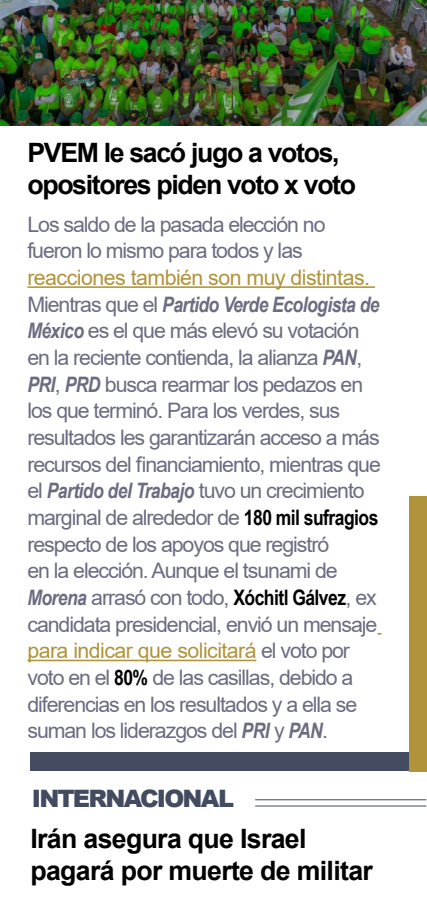 PVEM le sacó jugo a votos,
opositores piden voto x voto
Los saldo de la pasada elección no
fueron lo mismo para todos y las
reacciones también son muy distintas.
Mientras que el Partido Verde Ecologista de
México es el que más elevó su votación
en la reciente contienda, la alianza PAN,
PRI, PRD busca rearmar los pedazos en
los que terminó. Para los verdes, sus
resultados les garantizarán acceso a más
recursos del financiamiento, mientras que
el Partido del Trabajo tuvo un crecimiento
marginal de alrededor de 180 mil sufragios
respecto de los apoyos que registró
en la elección. Aunque el tsunami de
Morena arrasó con todo, Xóchitl Gálvez, ex
candidata presidencial, envió un mensaje
para indicar que solicitará el voto por
voto en el 80% de las casillas, debido a
diferencias en los resultados y a ella se
suman los liderazgos del PRI y PAN.
INTERNACIONAL
Irán asegura que Israel
pagará por muerte de militar